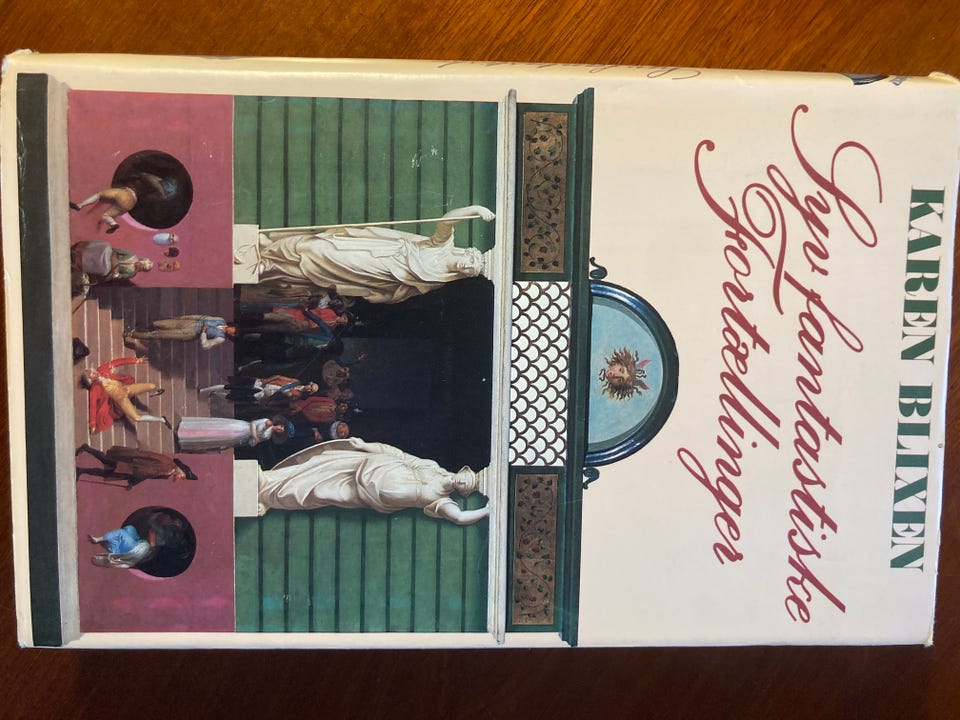 KAREN BLIXEN
Syv fantastiske
Fortællinger